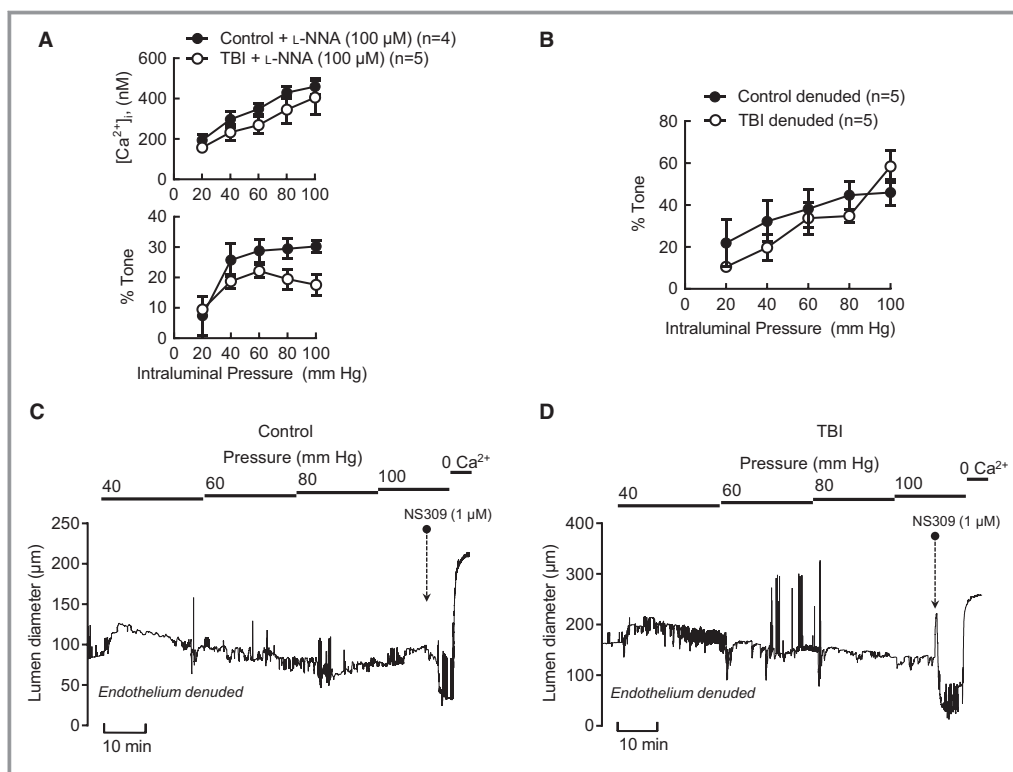 A
Control + L-NNA (100 µM) (n=4)
TBI + L-NNA (100 µM) (n=5)
[Ca²⁺]ᵢ, (nM)
600
400
200
0
0 20 40 60 80 100
% Tone
40
30
20
10
0
0 20 40 60 80 100
Intraluminal Pressure (mm Hg)
B
Control denuded (n=5)
TBI denuded (n=5)
% Tone
80
60
40
20
0
0 20 40 60 80 100
Intraluminal Pressure (mm Hg)
C
Control
Pressure (mm Hg)
0 Ca²⁺
40 60 80 100
NS309 (1 µM)
Lumen diameter (µm)
250
200
150
100
50
0
Endothelium denuded
10 min
D
TBI
Pressure (mm Hg)
0 Ca²⁺
40 60 80 100
NS309 (1 µM)
Lumen diameter (µm)
400
300
200
100
0
Endothelium denuded
10 min